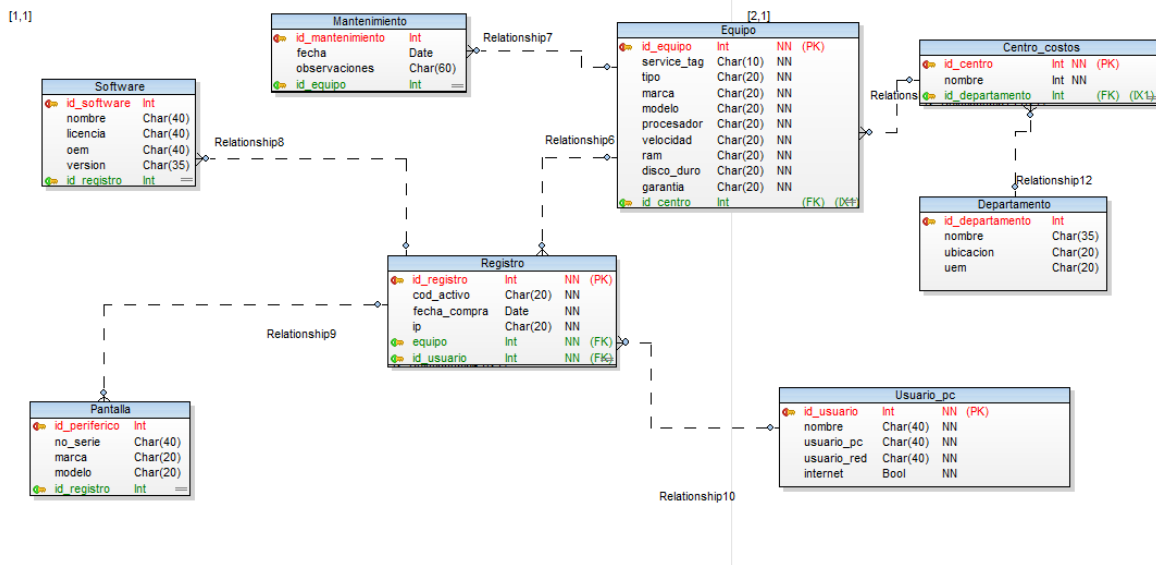 [1,1]
[2,1]
Mantenimiento
id_mantenimiento Int
fecha Date
observaciones Char(60)
id_equipo Int
Relationship7
Equipo
id_equipo Int NN (PK)
service_tag Char(10) NN
tipo Char(20) NN
marca Char(20) NN
modelo Char(20) NN
procesador Char(20) NN
velocidad Char(20) NN
ram Char(20) NN
disco_duro Char(20) NN
garantia Char(20) NN
id_centro Int (FK)
Centro_costos
id_centro Int NN (PK)
nombre Int NN
id_departamento Int (FK) (IX1)
Software
id_software Int
nombre Char(40)
licencia Char(40)
oem Char(40)
version Char(35)
id_registro Int
Relationship8
Relationship6
Relationship12
Departamento
id_departamento Int
nombre Char(35)
ubicacion Char(20)
uem Char(20)
Registro
id_registro Int NN (PK)
cod_activo Char(20) NN
fecha_compra Date NN
ip Char(20) NN
equipo Int NN (FK)
id_usuario Int NN (FK)
Relationship9
Pantalla
id_periferico Int
no_serie Char(40)
marca Char(20)
modelo Char(20)
id_registro Int
Usuario_pc
id_usuario Int NN (PK)
nombre Char(40) NN
usuario_pc Char(40) NN
usuario_red Char(40) NN
internet Bool NN
Relationship10